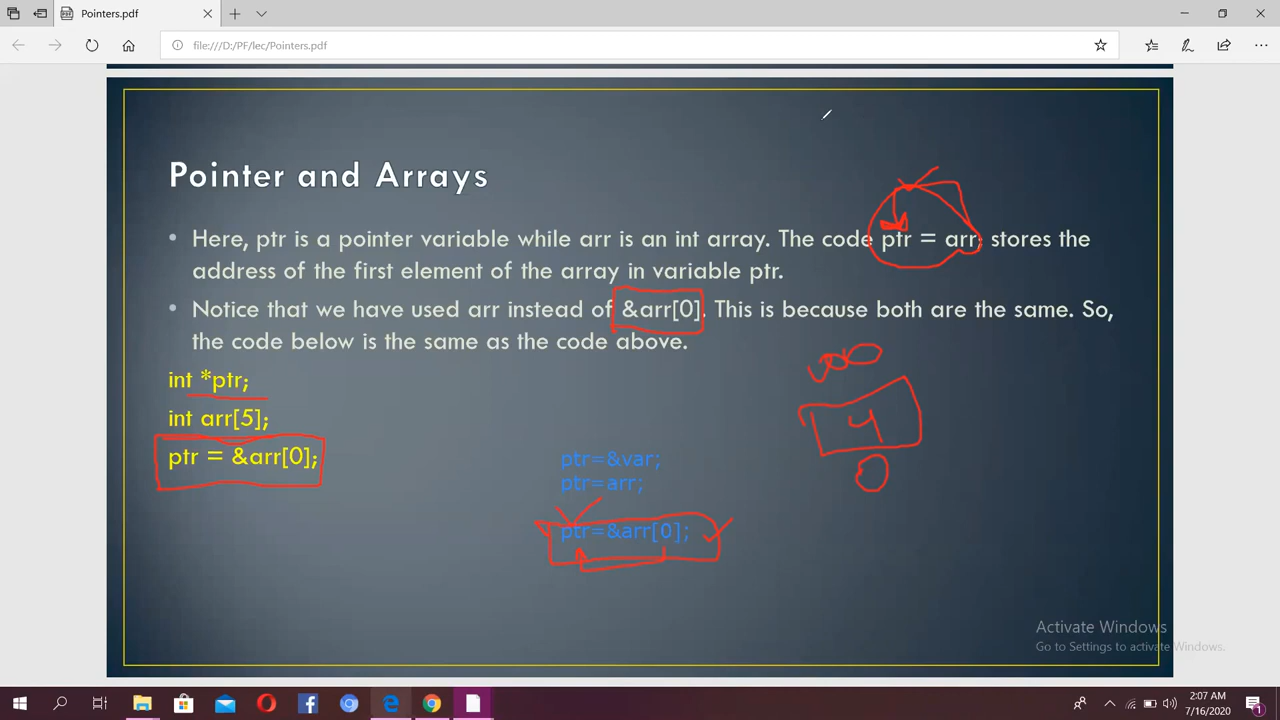 Pointers.pdf
file:///D:/PF/lec/Pointers.pdf
Pointer and Arrays
• Here, ptr is a pointer variable while arr is an int array. The code ptr = arr; stores the
address of the first element of the array in variable ptr.
• Notice that we have used arr instead of &arr[0]. This is because both are the same. So,
the code below is the same as the code above.
int *ptr;
int arr[5];
ptr = &arr[0];
ptr=&var;
ptr=arr;
ptr=&arr[0];
4
0
Activate Windows
Go to Settings to activate Windows.
2:07 AM
7/16/2020
1